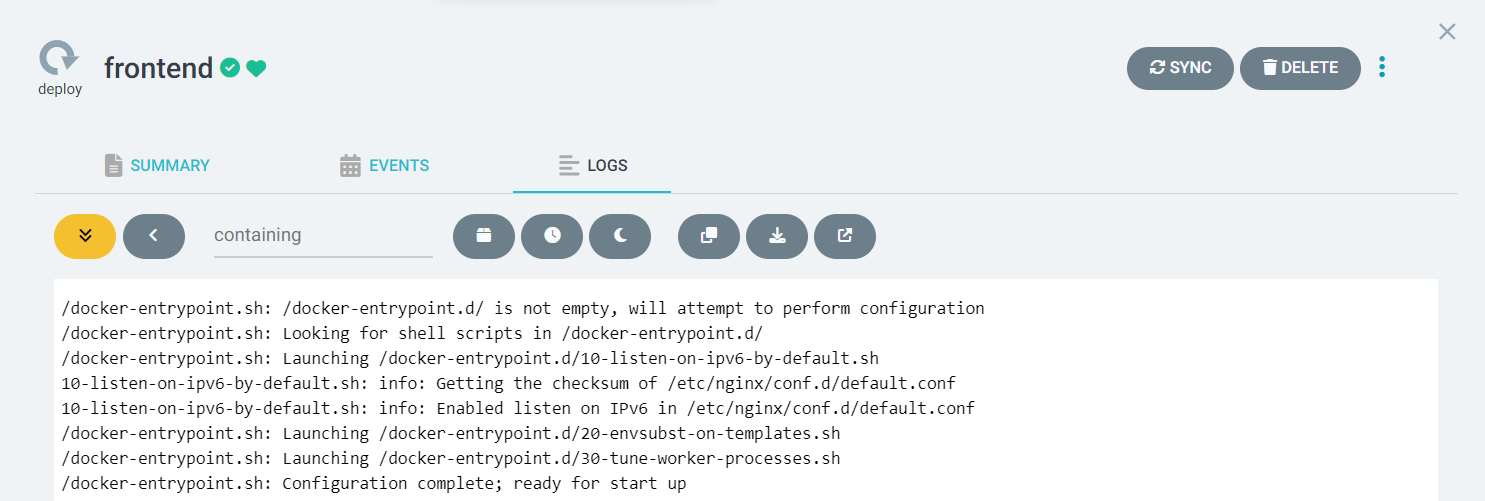 deploy
frontend
SYNC
DELETE
SUMMARY
EVENTS
LOGS
containing
/docker-entrypoint.sh: /docker-entrypoint.d/ is not empty, will attempt to perform configuration
/docker-entrypoint.sh: Looking for shell scripts in /docker-entrypoint.d/
/docker-entrypoint.sh: Launching /docker-entrypoint.d/10-listen-on-ipv6-by-default.sh
10-listen-on-ipv6-by-default.sh: info: Getting the checksum of /etc/nginx/conf.d/default.conf
10-listen-on-ipv6-by-default.sh: info: Enabled listen on IPv6 in /etc/nginx/conf.d/default.conf
/docker-entrypoint.sh: Launching /docker-entrypoint.d/20-envsubst-on-templates.sh
/docker-entrypoint.sh: Launching /docker-entrypoint.d/30-tune-worker-processes.sh
/docker-entrypoint.sh: Configuration complete; ready for start up